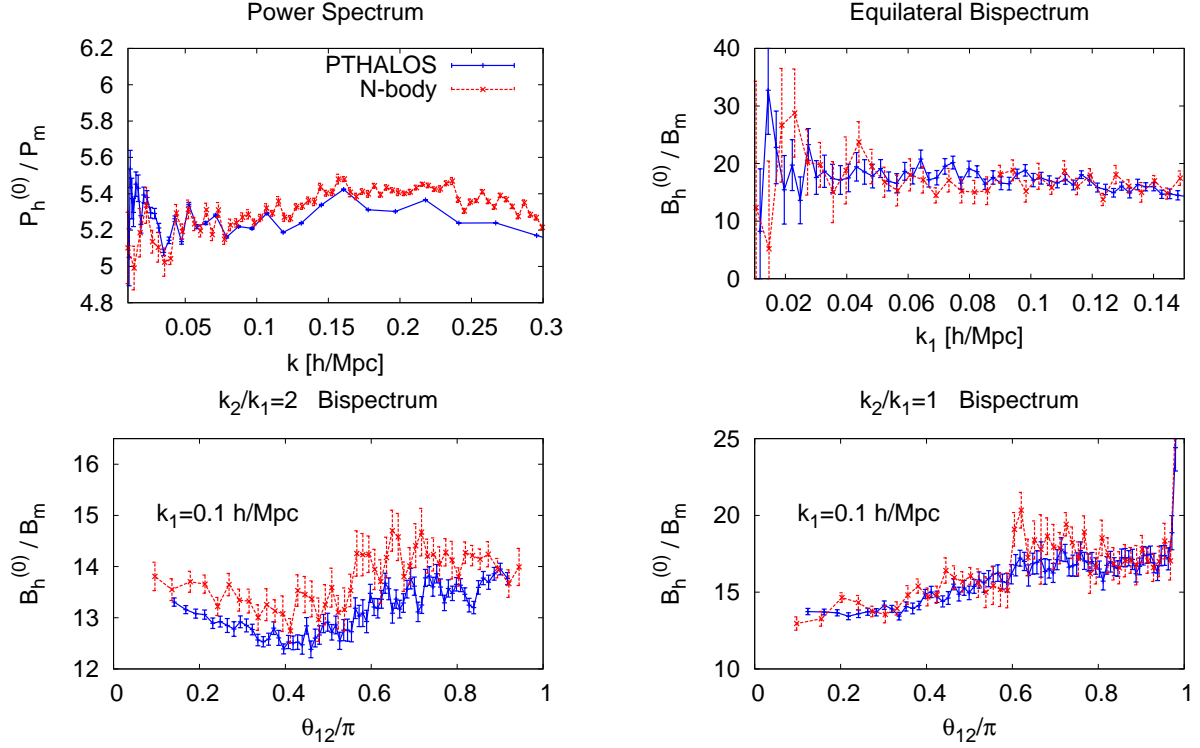 Power Spectrum
P_h^(0) / P_m
6.2
6
5.8
5.6
5.4
5.2
5
4.8
PTHALOS
N-body
0.05 0.1 0.15 0.2 0.25 0.3
k [h/Mpc]
Equilateral Bispectrum
B_h^(0) / B_m
40
30
20
10
0
0.02 0.04 0.06 0.08 0.1 0.12 0.14
k_1 [h/Mpc]
k_2/k_1=2 Bispectrum
B_h^(0) / B_m
16
15
14
13
12
k_1=0.1 h/Mpc
0 0.2 0.4 0.6 0.8 1
θ_12/π
k_2/k_1=1 Bispectrum
B_h^(0) / B_m
25
20
15
10
k_1=0.1 h/Mpc
0 0.2 0.4 0.6 0.8 1
θ_12/π